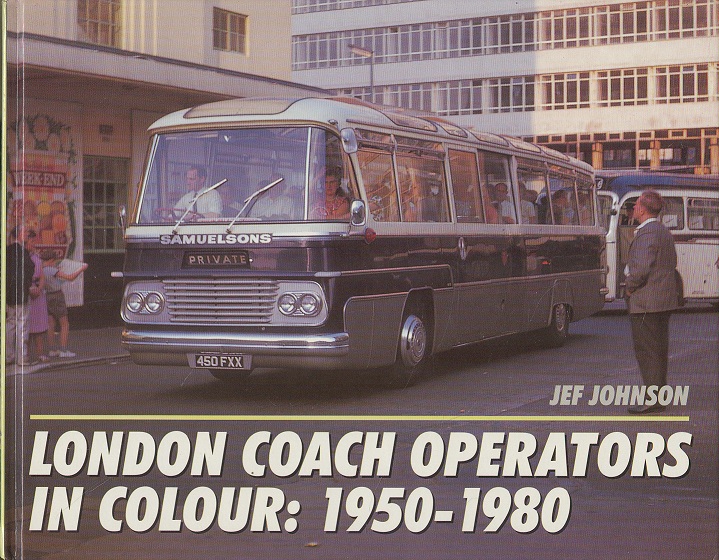 WEEK-END
SAMUELSONS
PRIVATE
450 FXX
JEF JOHNSON
LONDON COACH OPERATORS
IN COLOUR: 1950-1980